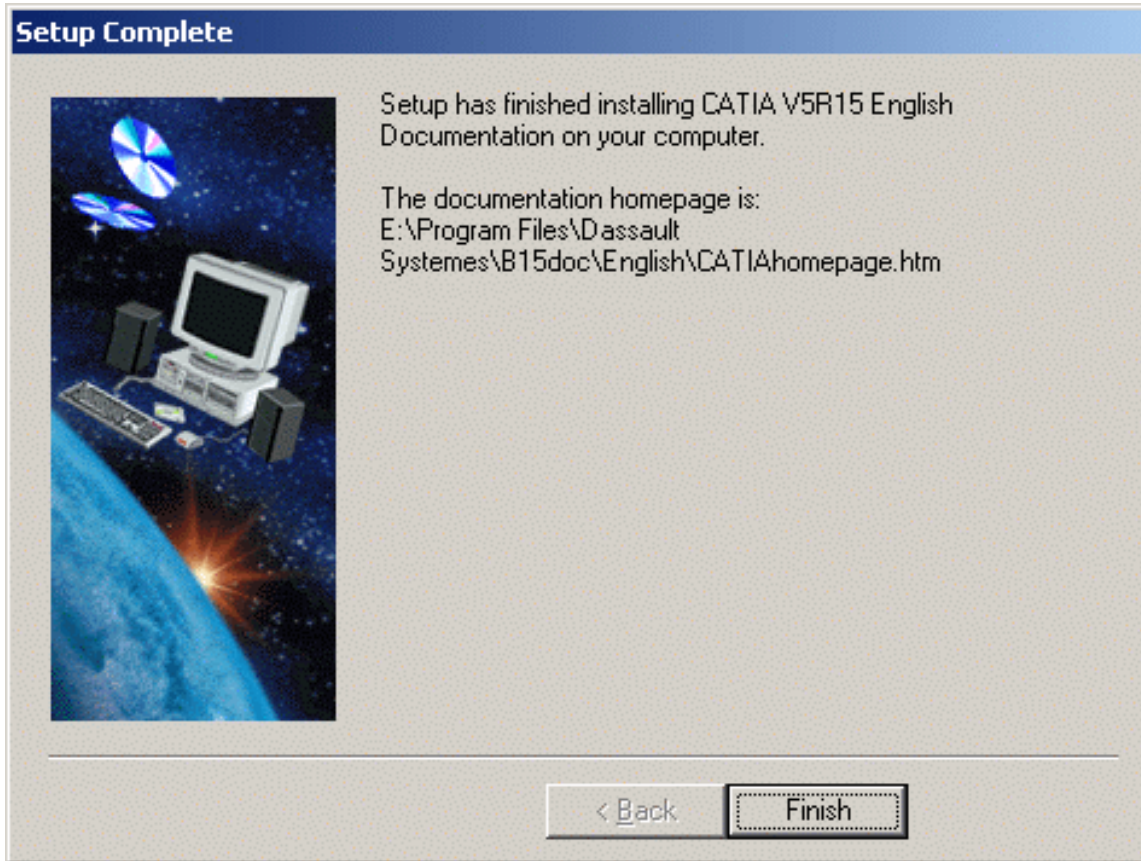 Setup Complete
Setup has finished installing CATIA V5R15 English
Documentation on your computer.
The documentation homepage is:
E:\Program Files\Dassault
Systemes\B15doc\English\CATIAhomepage.htm
< Back
Finish